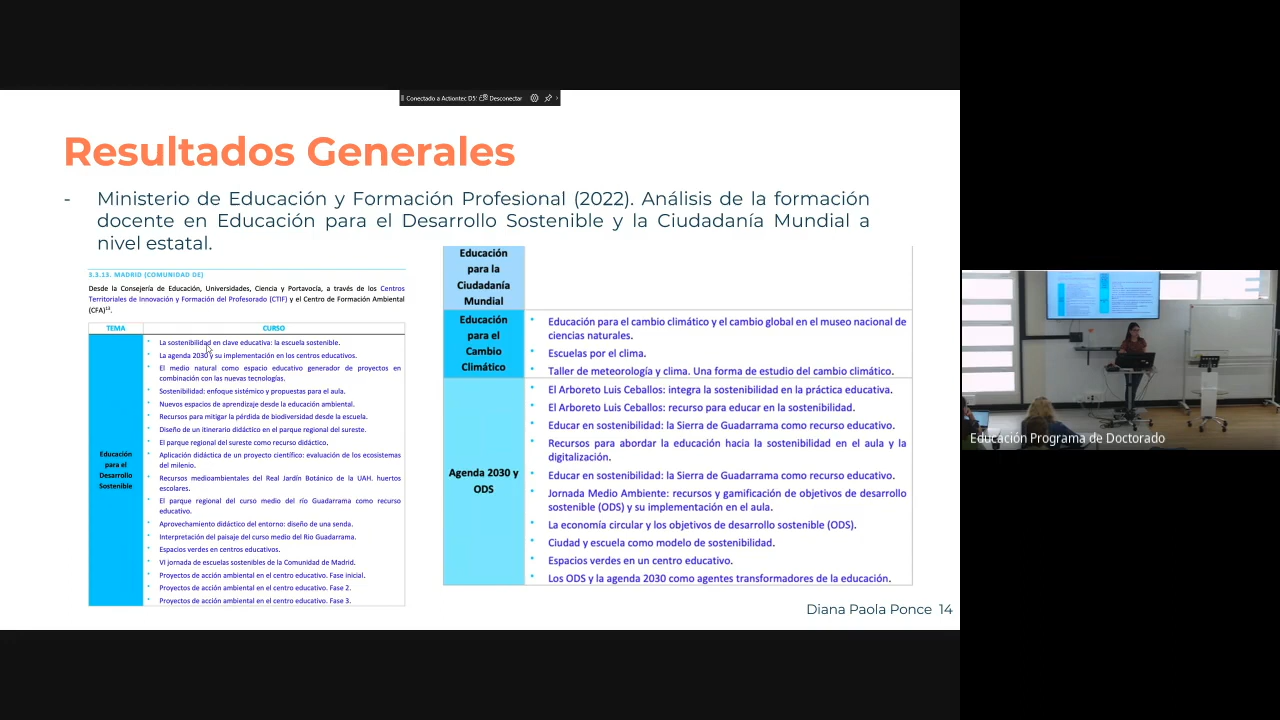 Conectado a Actiontec D5: Desconectar
Resultados Generales
- Ministerio de Educación y Formación Profesional (2022). Análisis de la formación
docente en Educación para el Desarrollo Sostenible y la Ciudadanía Mundial a
nivel estatal.
3.3.13. MADRID (COMUNIDAD DE)
Desde la Consejería de Educación, Universidades, Ciencia y Portavocía, a través de los Centros
Territoriales de Innovación y Formación del Profesorado (CTIF) y el Centro de Formación Ambiental
(CFA)¹³.
TEMA CURSO
Educación
para el
Desarrollo
Sostenible
La sostenibilidad en clave educativa: la escuela sostenible.
La agenda 2030 y su implementación en los centros educativos.
El medio natural como espacio educativo generador de proyectos en
combinación con las nuevas tecnologías.
Sostenibilidad: enfoque sistémico y propuestas para el aula.
Nuevos espacios de aprendizaje desde la educación ambiental.
Recursos para mitigar la pérdida de biodiversidad desde la escuela.
Diseño de un itinerario didáctico en el parque regional del sureste.
El parque regional del sureste como recurso didáctico.
Aplicación didáctica de un proyecto científico: evaluación de los ecosistemas
del milenio.
Recursos medioambientales del Real Jardín Botánico de la UAH. huertos
escolares.
El parque regional del curso medio del río Guadarrama como recurso
educativo.
Aprovechamiento didáctico del entorno: diseño de una senda.
Interpretación del paisaje del curso medio del Río Guadarrama.
Espacios verdes en centros educativos.
VI jornada de escuelas sostenibles de la Comunidad de Madrid.
Proyectos de acción ambiental en el centro educativo. Fase inicial.
Proyectos de acción ambiental en el centro educativo. Fase 2.
Proyectos de acción ambiental en el centro educativo. Fase 3.
Educación
para la
Ciudadanía
Mundial
Educación
para el
Cambio
Climático
Educación para el cambio climático y el cambio global en el museo nacional de
ciencias naturales.
Escuelas por el clima.
Taller de meteorología y clima. Una forma de estudio del cambio climático.
Agenda 2030 y
ODS
El Arboreto Luis Ceballos: integra la sostenibilidad en la práctica educativa.
El Arboreto Luis Ceballos: recurso para educar en la sostenibilidad.
Educar en sostenibilidad: la Sierra de Guadarrama como recurso educativo.
Recursos para abordar la educación hacia la sostenibilidad en el aula y la
digitalización.
Educar en sostenibilidad: la Sierra de Guadarrama como recurso educativo.
Jornada Medio Ambiente: recursos y gamificación de objetivos de desarrollo
sostenible (ODS) y su implementación en el aula.
La economía circular y los objetivos de desarrollo sostenible (ODS).
Ciudad y escuela como modelo de sostenibilidad.
Espacios verdes en un centro educativo.
Los ODS y la agenda 2030 como agentes transformadores de la educación.
Diana Paola Ponce 14
Educación Programa de Doctorado